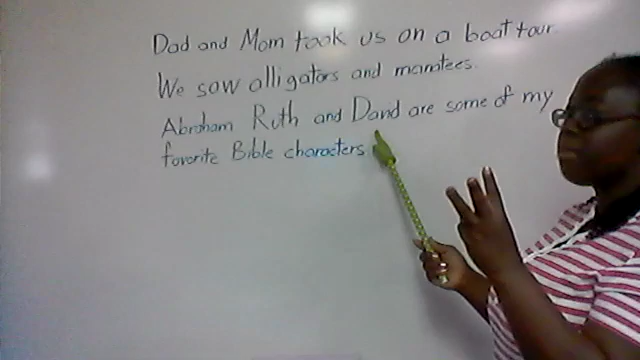 Dad and Mom took us on a boat tour.
We saw alligators and manatees.
Abraham Ruth and David are some of my
favorite Bible characters.